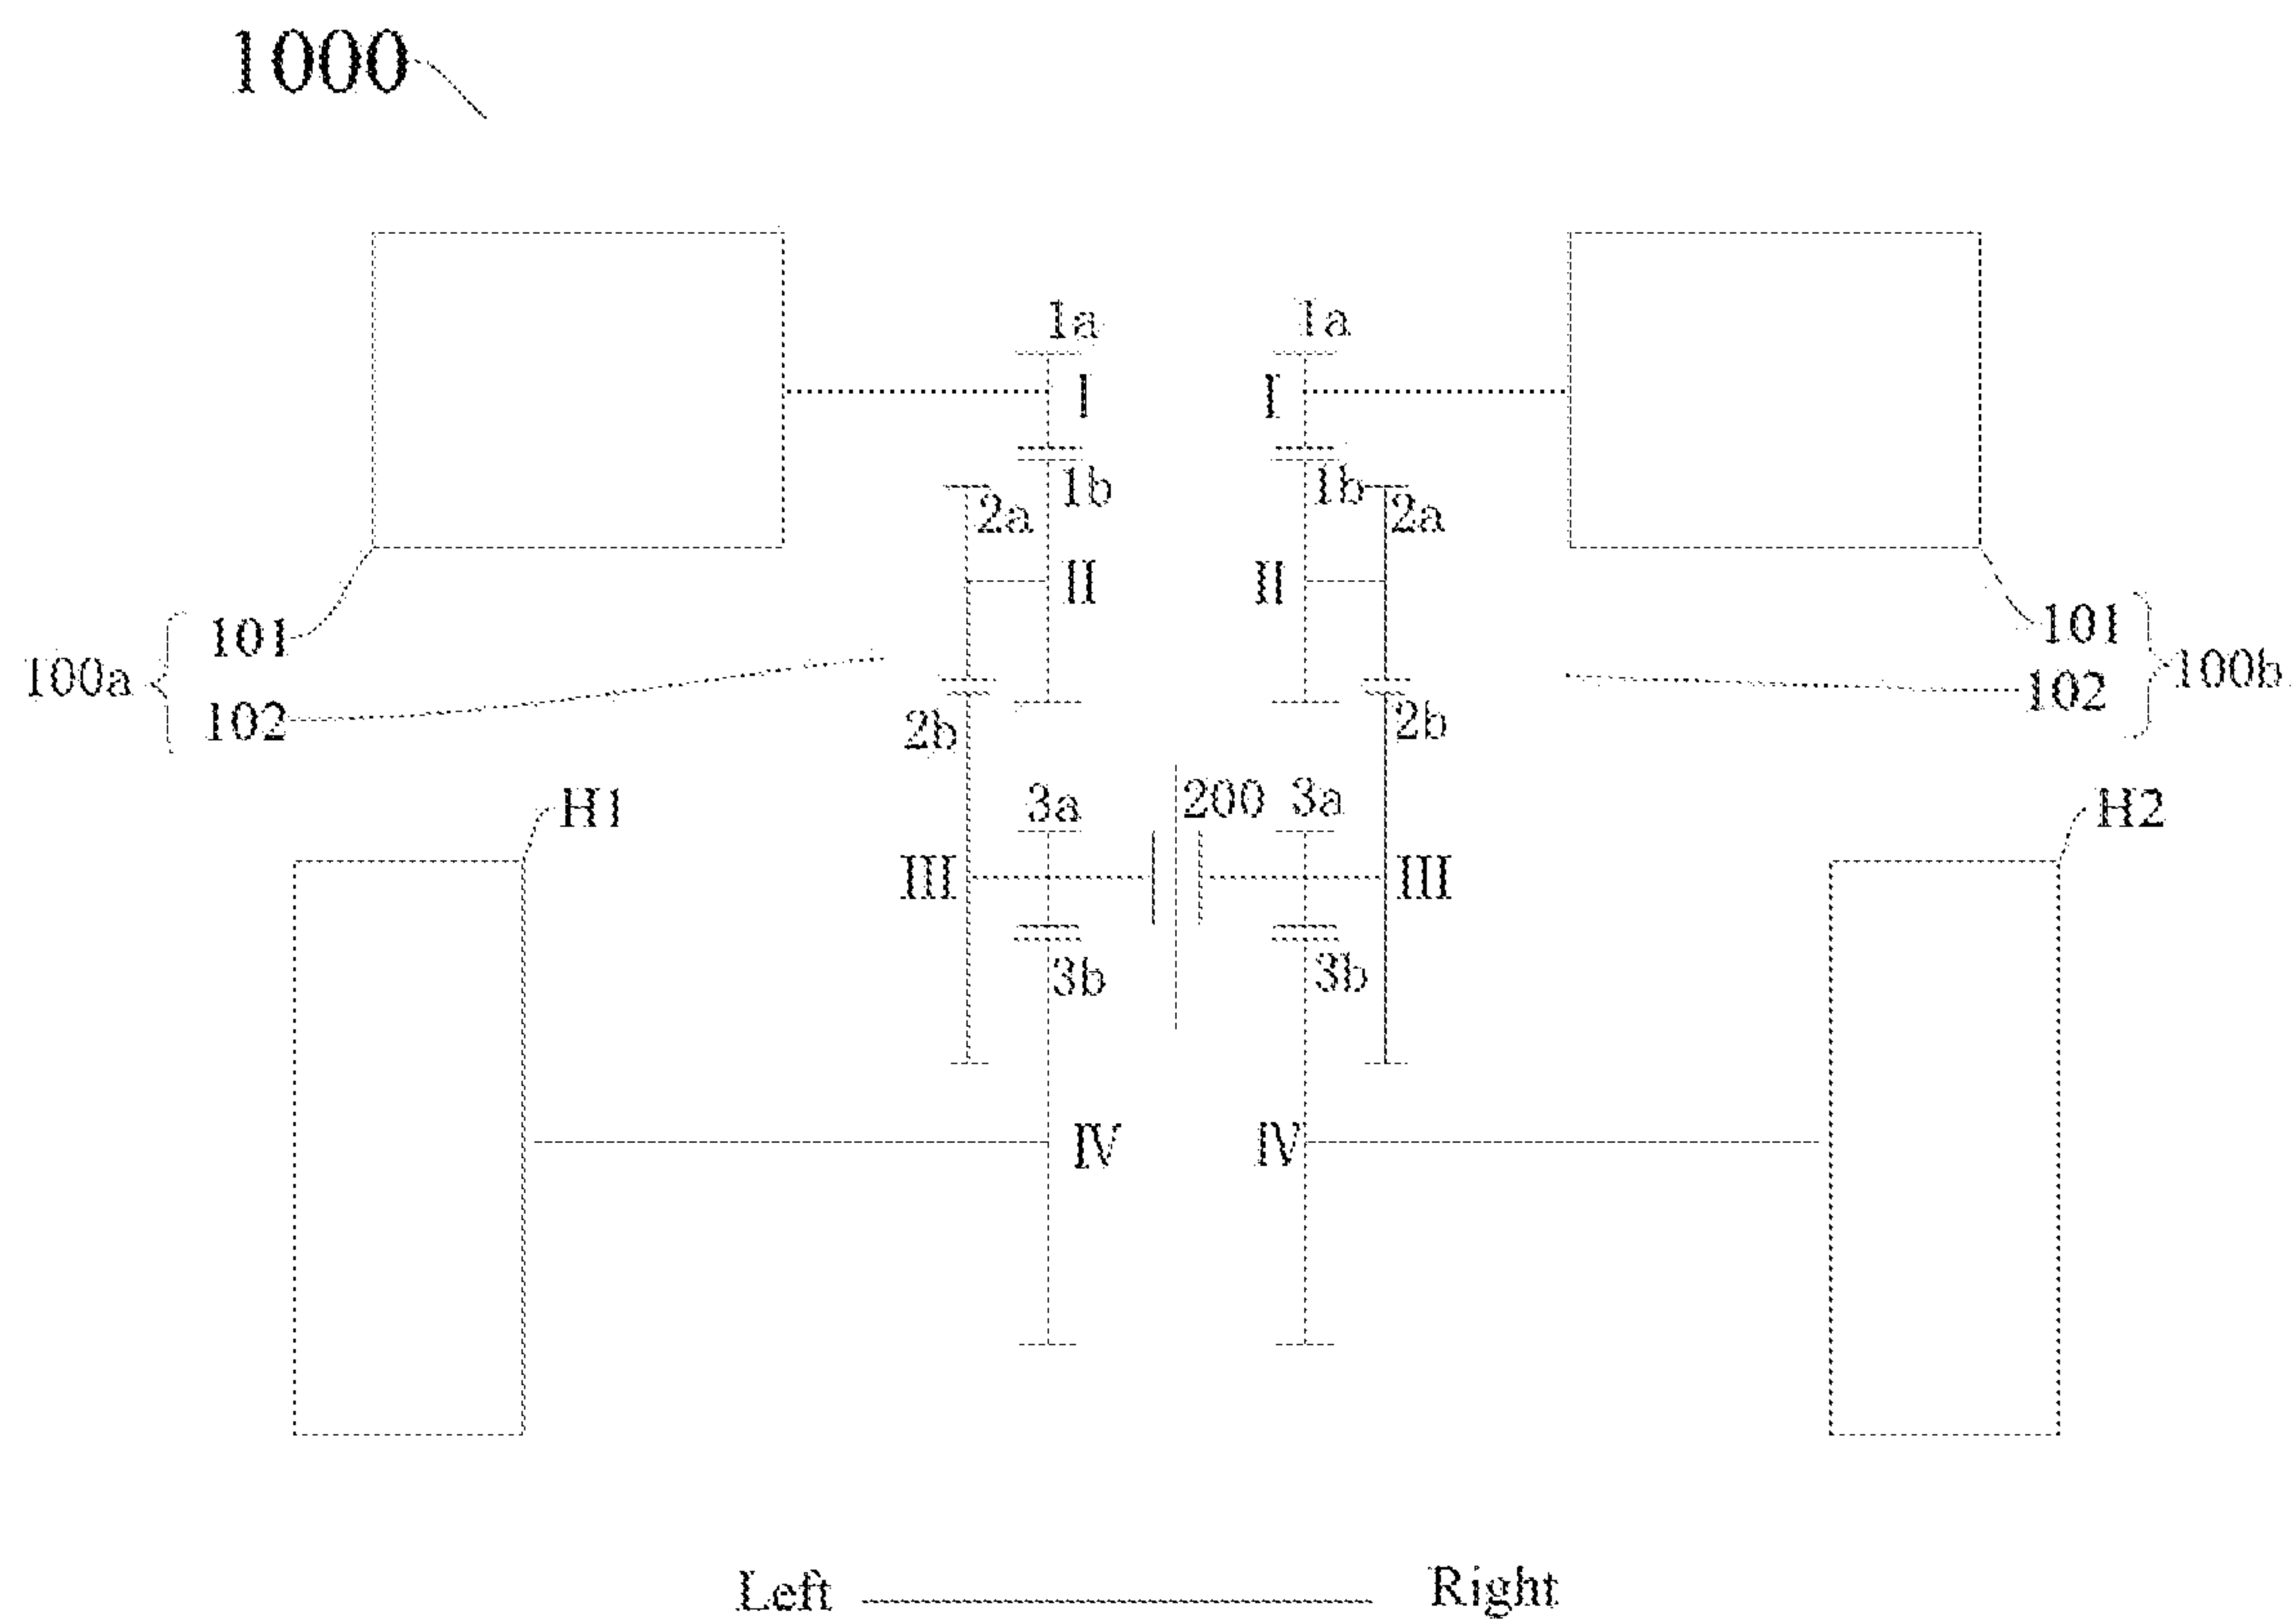 1000
1a 1a
I I
1b 1b
2a 2a
II II
101 101
100a 100b
102 102
2b 2b
H1 3a 200 3a H2
III III
3b 3b
IV IV
Left Right